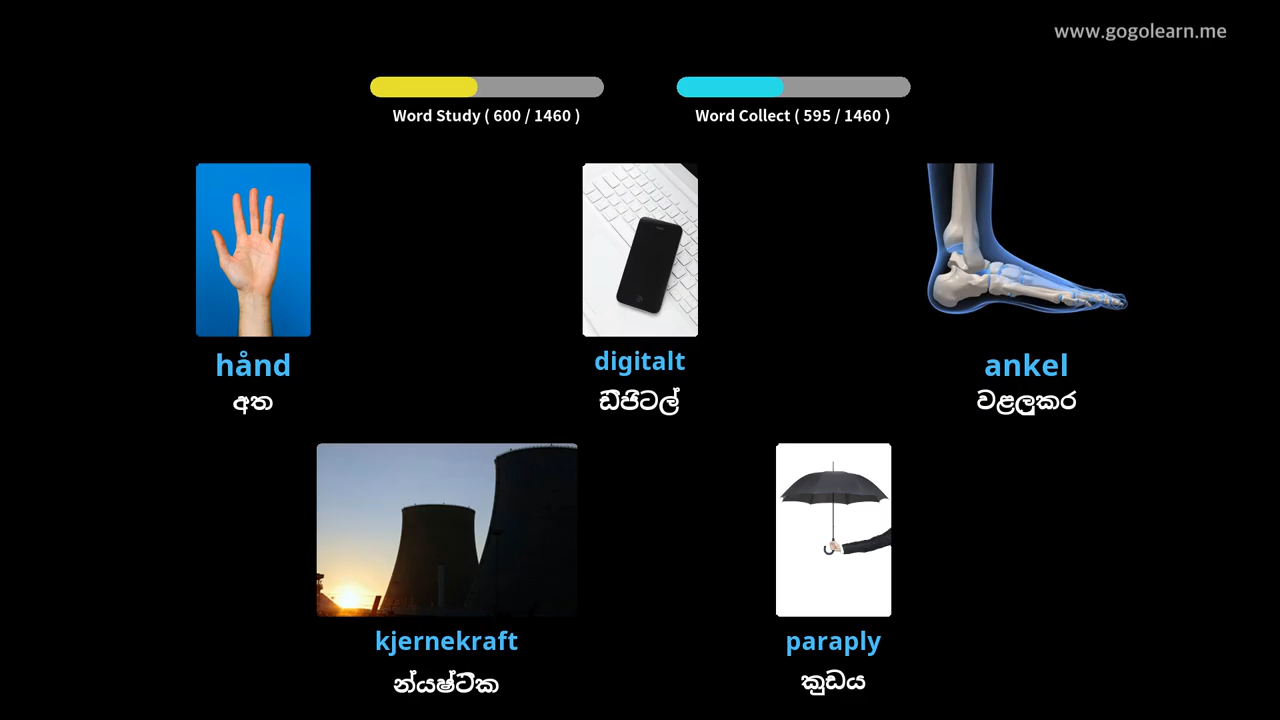 www.gogolearn.me
Word Study ( 600 / 1460 )
Word Collect ( 595 / 1460 )
hånd
අත
digitalt
ඩිජිටල්
ankel
වළලුකර
kjernekraft
න්යෂ්ටික
paraply
කුඩය